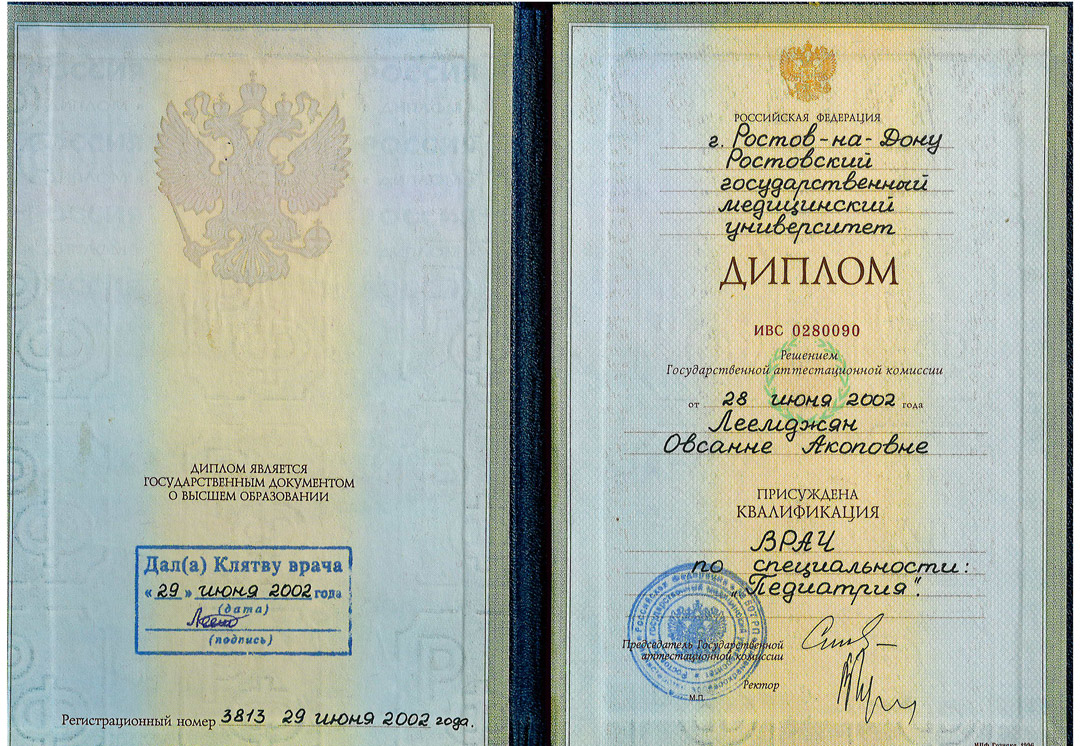 ДИПЛОМ ЯВЛЯЕТСЯ
ГОСУДАРСТВЕННЫМ ДОКУМЕНТОМ
О ВЫСШЕМ ОБРАЗОВАНИИ
Дал(а) Клятву врача
« 29 » июня 2002 года
(дата)
(подпись)
Регистрационный номер 3813 29 июня 2002 года.
РОССИЙСКАЯ ФЕДЕРАЦИЯ
г. Ростов-на-Дону
Ростовский
государственный
медицинский
университет
ДИПЛОМ
ИВС 0280090
Решением
Государственной аттестационной комиссии
от 28 июня 2002 года
Леемджян
Овсанне Акоповне
ПРИСУЖДЕНА
КВАЛИФИКАЦИЯ
ВРАЧ
по специальности:
„Педиатрия".
Председатель Государственной
аттестационной комиссии
Ректор
М.П.